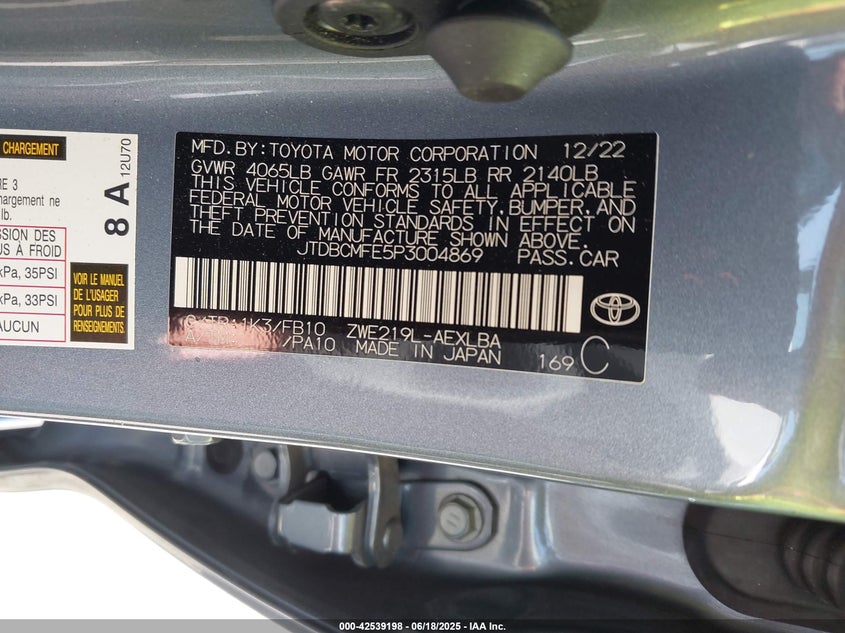 CHARGEMENT
RE 3
hargement ne
lb.
SSION DES
US À FROID
kPa, 35PSI
kPa, 33PSI
AUCUN
VOIR LE MANUEL
DE L'USAGER
POUR PLUS DE
RENSEIGNEMENTS
8 A
12U70
MFD. BY: TOYOTA MOTOR CORPORATION 12/22
GVWR 4065LB GAWR FR 2315LB RR 2140LB
THIS VEHICLE CONFORMS TO ALL APPLICABLE
FEDERAL MOTOR VEHICLE SAFETY, BUMPER, AND
THEFT PREVENTION STANDARDS IN EFFECT ON
THE DATE OF MANUFACTURE SHOWN ABOVE.
JTDBCMFE5P3004869 PASS.CAR
1K3/FB10 ZWE219L-AEXLBA
/PA10 MADE IN JAPAN 169 C
000-42539198 - 06/18/2025 - IAA Inc.